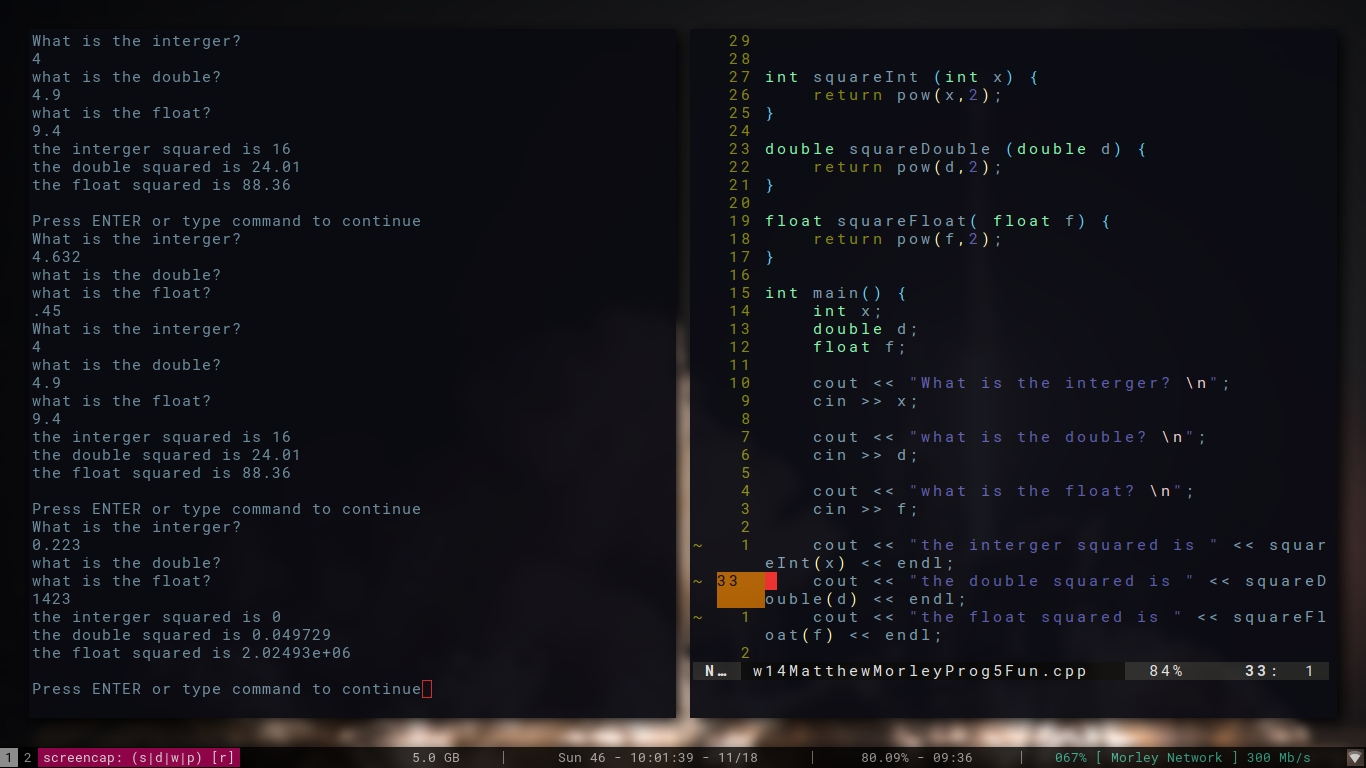 What is the interger?
4
what is the double?
4.9
what is the float?
9.4
the interger squared is 16
the double squared is 24.01
the float squared is 88.36
Press ENTER or type command to continue
What is the interger?
4.632
what is the double?
what is the float?
.45
What is the interger?
4
what is the double?
4.9
what is the float?
9.4
the interger squared is 16
the double squared is 24.01
the float squared is 88.36
Press ENTER or type command to continue
What is the interger?
0.223
what is the double?
what is the float?
1423
the interger squared is 0
the double squared is 0.049729
the float squared is 2.02493e+06
Press ENTER or type command to continue
29
28
27 int squareInt (int x) {
26     return pow(x,2);
25 }
24
23 double squareDouble (double d) {
22     return pow(d,2);
21 }
20
19 float squareFloat( float f) {
18     return pow(f,2);
17 }
16
15 int main() {
14     int x;
13     double d;
12     float f;
11
10     cout << "What is the interger? \n";
9     cin >> x;
8
7     cout << "what is the double? \n";
6     cin >> d;
5
4     cout << "what is the float? \n";
3     cin >> f;
2
~ 1     cout << "the interger squared is " << squar
eInt(x) << endl;
~ 33     cout << "the double squared is " << squareD
ouble(d) << endl;
~ 1     cout << "the float squared is " << squareFl
oat(f) << endl;
2
N… w14MatthewMorleyProg5Fun.cpp 84% 33: 1
1 2 screencap: (s|d|w|p) [r] 5.0 GB | Sun 46 - 10:01:39 - 11/18 | 80.09% - 09:36 | 067% [ Morley Network ] 300 Mb/s